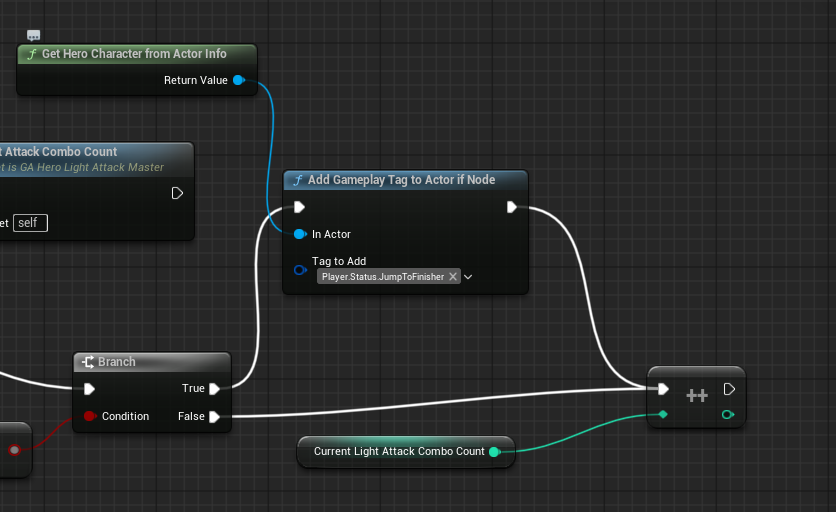 f Get Hero Character from Actor Info
Return Value
t Attack Combo Count
t is GA Hero Light Attack Master
et self
f Add Gameplay Tag to Actor if Node
In Actor
Tag to Add
Player.Status.JumpToFinisher X
Branch
True
Condition
False
++
Current Light Attack Combo Count